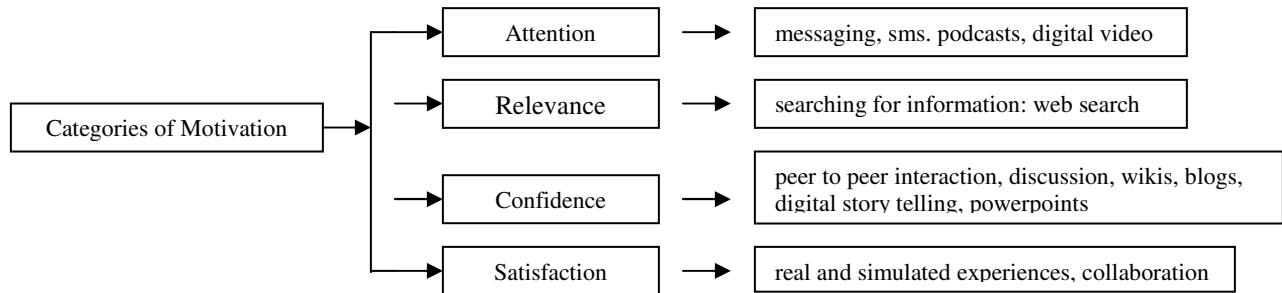 Attention
messaging, sms. podcasts, digital video
Relevance
searching for information: web search
Categories of Motivation
Confidence
peer to peer interaction, discussion, wikis, blogs,
digital story telling, powerpoints
Satisfaction
real and simulated experiences, collaboration